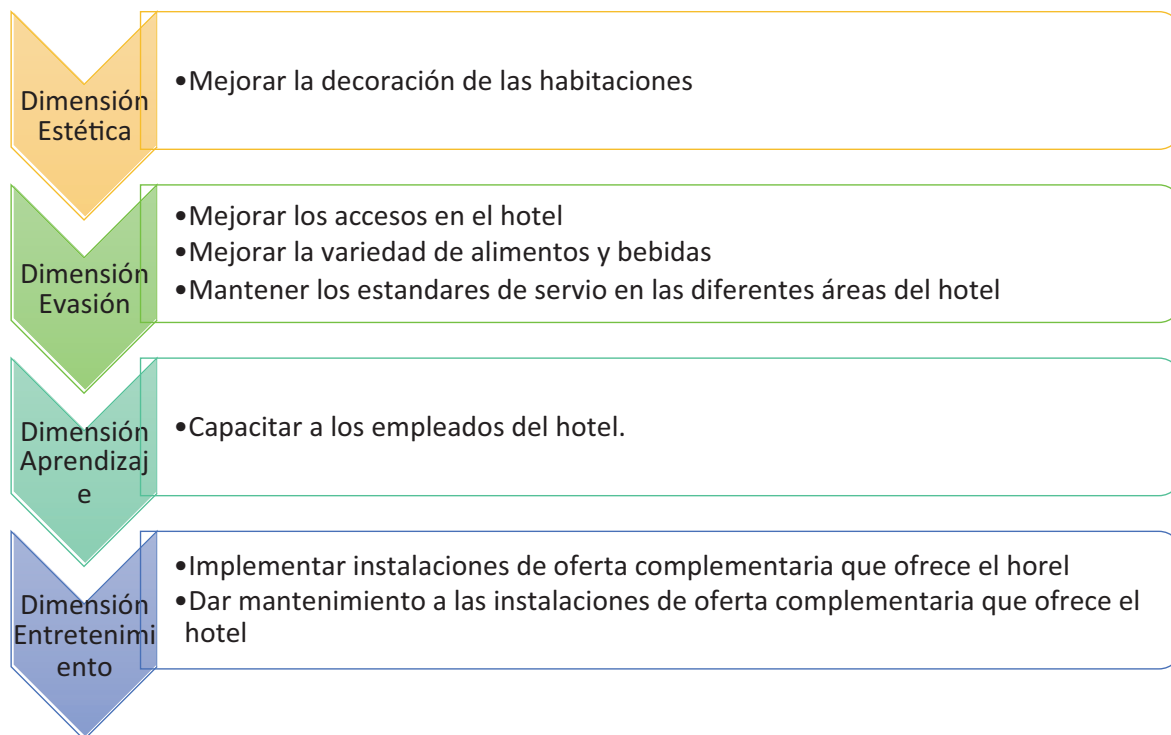 Dimensión
Estética
•Mejorar la decoración de las habitaciones
Dimensión
Evasión
•Mejorar los accesos en el hotel
•Mejorar la variedad de alimentos y bebidas
•Mantener los estandares de servio en las diferentes áreas del hotel
Dimensión
Aprendizaj
e
•Capacitar a los empleados del hotel.
Dimensión
Entretenimi
ento
•Implementar instalaciones de oferta complementaria que ofrece el horel
•Dar mantenimiento a las instalaciones de oferta complementaria que ofrece el
hotel